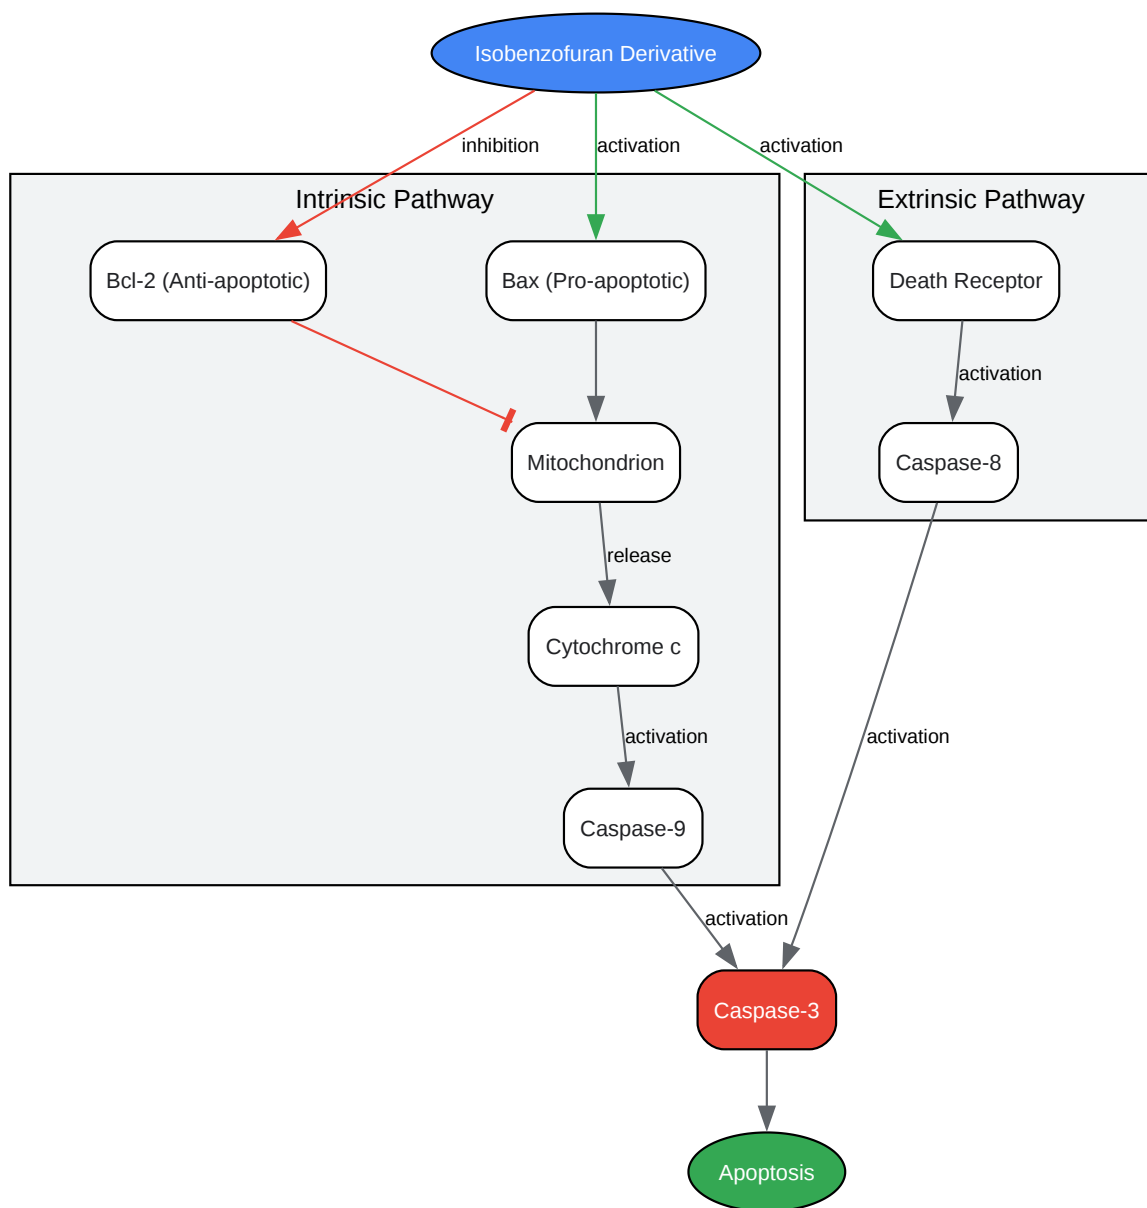 Isobenzofuran Derivative
inhibition
activation
activation
Intrinsic Pathway
Extrinsic Pathway
Bcl-2 (Anti-apoptotic)
Bax (Pro-apoptotic)
Death Receptor
activation
Mitochondrion
Caspase-8
release
Cytochrome c
activation
activation
Caspase-9
activation
Caspase-3
Apoptosis